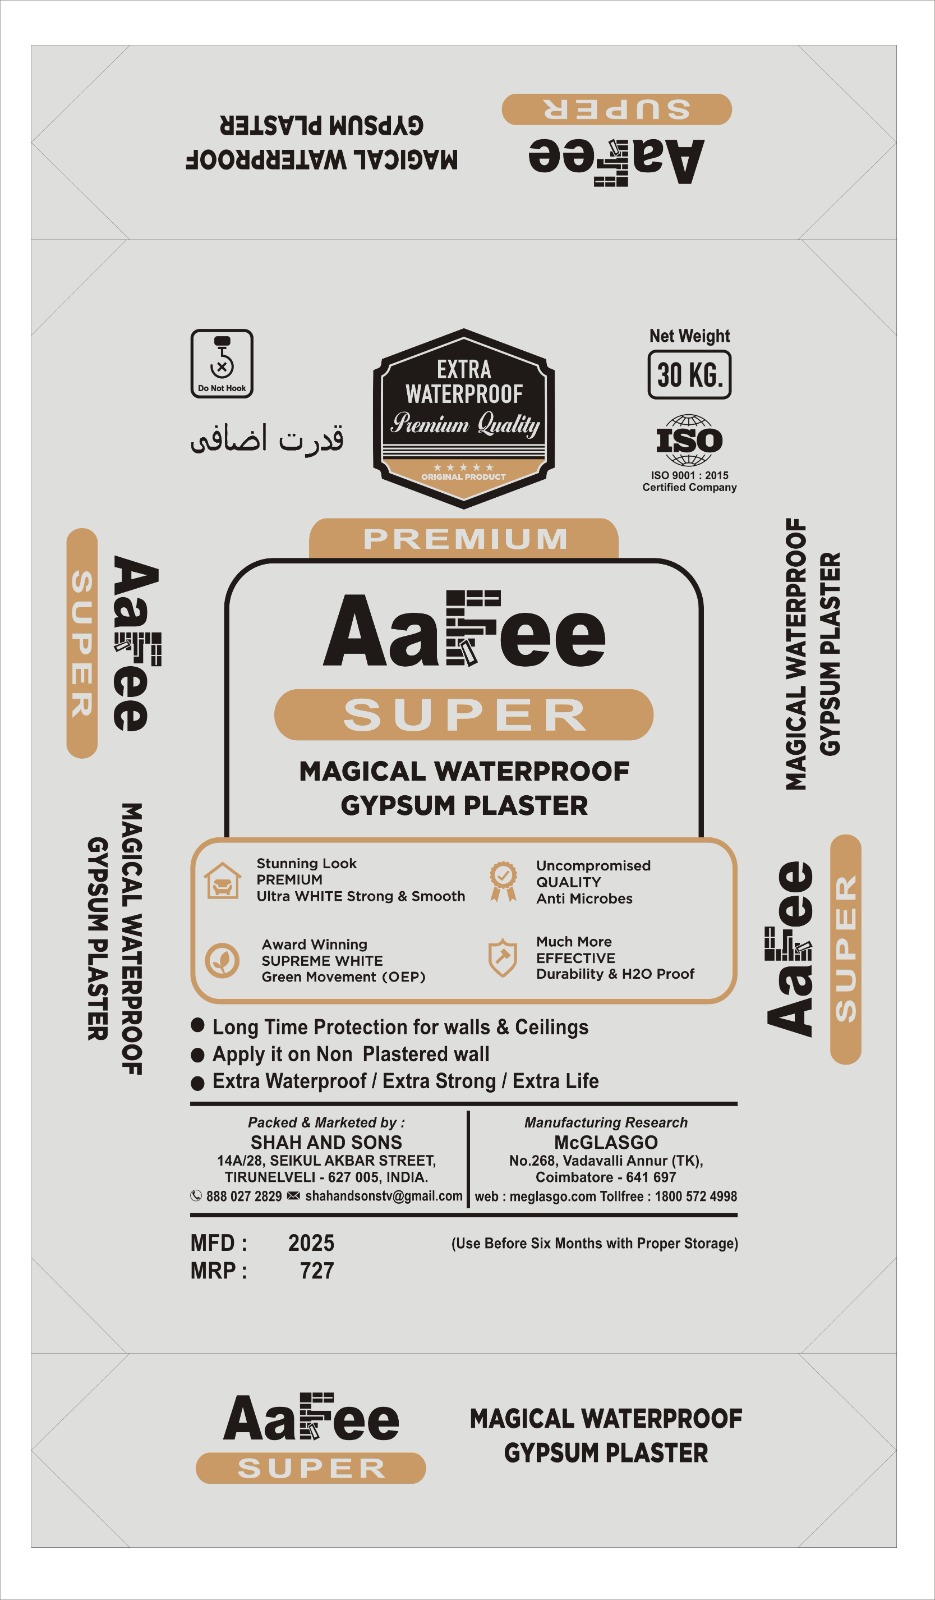 MAGICAL WATERPROOF
GYPSUM PLASTER
AaFee
SUPER
Do Not Hook
قدرت اضافی
EXTRA
WATERPROOF
Premium Quality
ORIGINAL PRODUCT
Net Weight
30 KG.
ISO
ISO 9001 : 2015
Certified Company
PREMIUM
AaFee
SUPER
MAGICAL WATERPROOF
GYPSUM PLASTER
AaFee
SUPER
MAGICAL WATERPROOF
GYPSUM PLASTER
MAGICAL WATERPROOF
GYPSUM PLASTER
AaFee
SUPER
Stunning Look
PREMIUM
Ultra WHITE Strong & Smooth
Uncompromised
QUALITY
Anti Microbes
Award Winning
SUPREME WHITE
Green Movement (OEP)
Much More
EFFECTIVE
Durability & H2O Proof
Long Time Protection for walls & Ceilings
Apply it on Non Plastered wall
Extra Waterproof / Extra Strong / Extra Life
Packed & Marketed by :
SHAH AND SONS
14A/28, SEIKUL AKBAR STREET,
TIRUNELVELI - 627 005, INDIA.
888 027 2829 shahandsonstv@gmail.com
Manufacturing Research
McGLASGO
No.268, Vadavalli Annur (TK),
Coimbatore - 641 697
web : meglasgo.com Tollfree : 1800 572 4998
MFD : 2025
(Use Before Six Months with Proper Storage)
MRP : 727
AaFee
SUPER
MAGICAL WATERPROOF
GYPSUM PLASTER